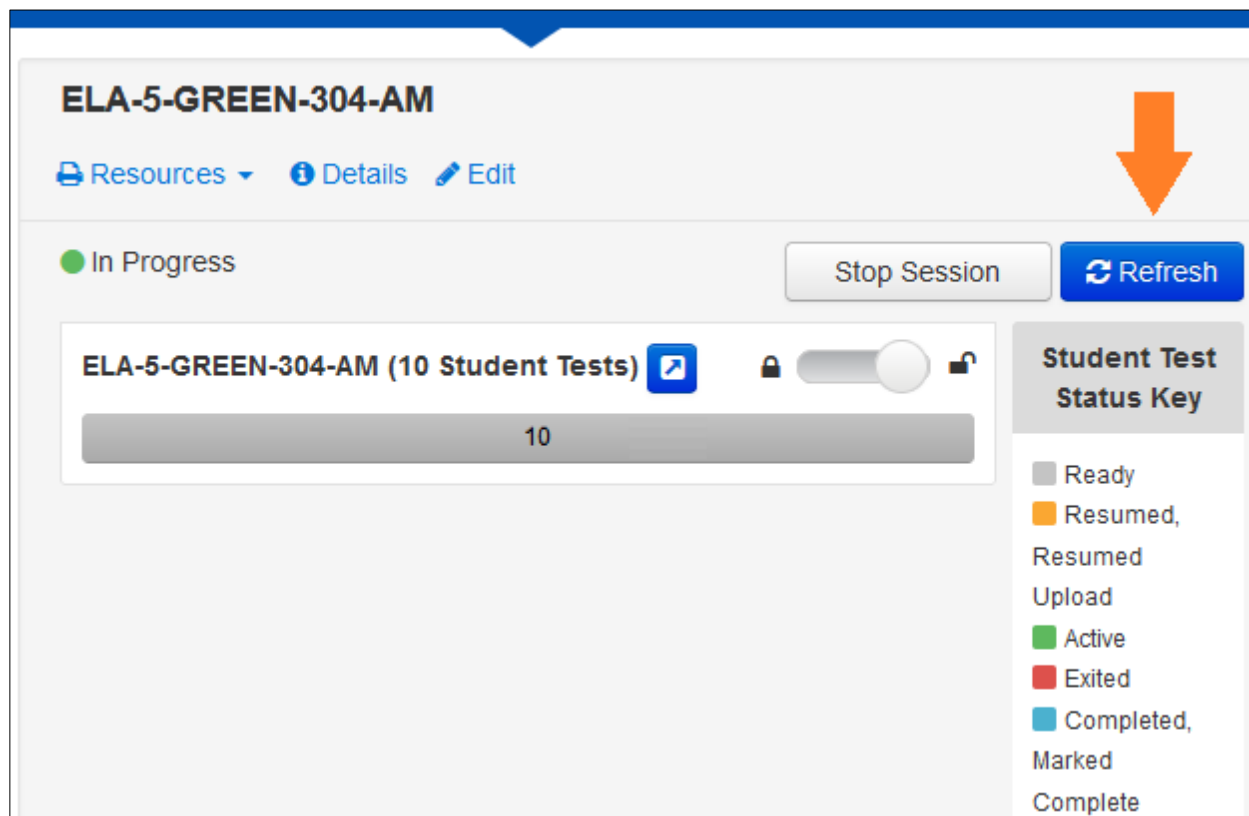 ELA-5-GREEN-304-AM
Resources Details Edit
In Progress
Stop Session Refresh
ELA-5-GREEN-304-AM (10 Student Tests)
10
Student Test
Status Key
Ready
Resumed,
Resumed
Upload
Active
Exited
Completed,
Marked
Complete